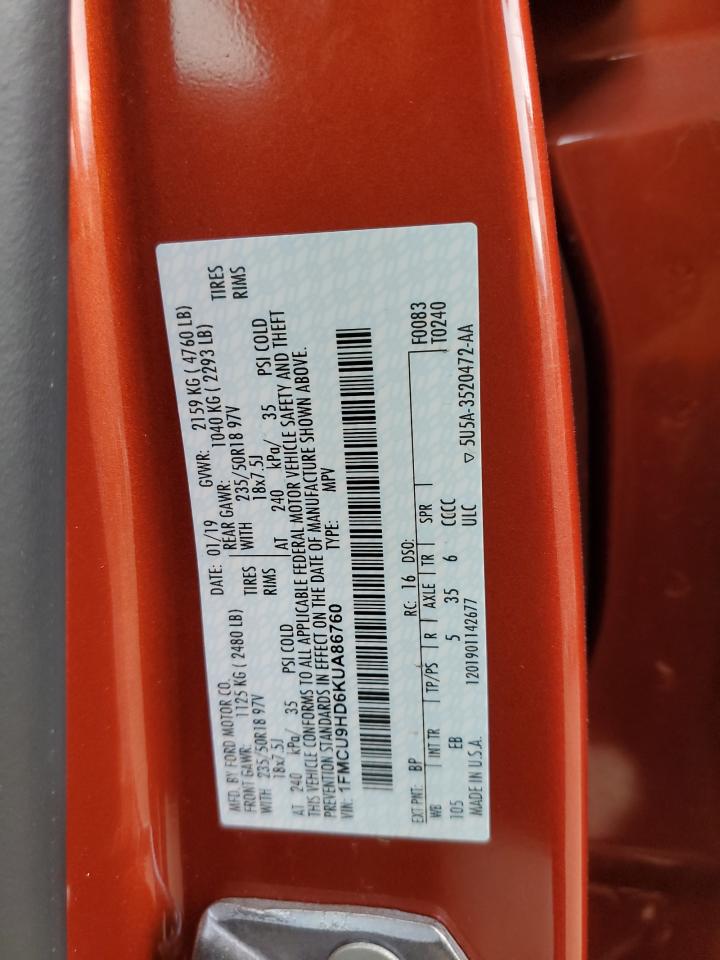 MFD. BY FORD MOTOR CO.
DATE: 01/19 GVWR: 2159 KG ( 4760 LB)
FRONT GAWR: 1125 KG ( 2480 LB) REAR GAWR: 1040 KG ( 2293 LB)
WITH 235/50R18 97V TIRES WITH 235/50R18 97V TIRES
18x7.5J RIMS 18x7.5J RIMS
AT 240 kPa/ 35 PSI COLD AT 240 kPa/ 35 PSI COLD
THIS VEHICLE CONFORMS TO ALL APPLICABLE FEDERAL MOTOR VEHICLE SAFETY AND THEFT
PREVENTION STANDARDS IN EFFECT ON THE DATE OF MANUFACTURE SHOWN ABOVE.
VIN: 1FMCU9HD6KUA86760 TYPE: MPV
EXT PNT: BP RC: 16 DSO: F0083
WB INT TR TP/PS R AXLE TR SPR T0240
105 EB 5 35 6 CCCC
MADE IN U.S.A. 1201901142677 ULC ▽ 5U5A-3520472-AA